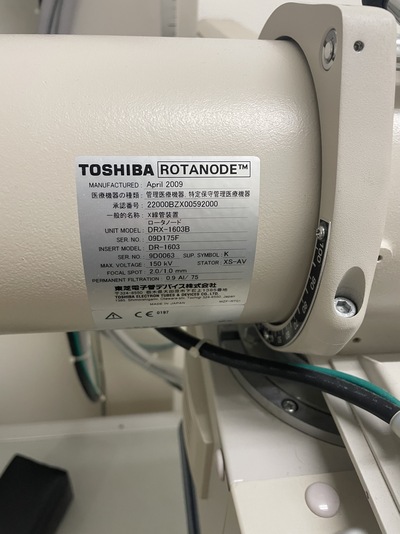 TOSHIBA ROTANODE™
MANUFACTURED: April 2009
医療機器の種類: 管理医療機器, 特定保守管理医療機器
承認番号: 22000BZX00592000
一般的名称: X線管装置
ロータノード
UNIT MODEL: DRX-1603B
SER. NO. 09D175F
INSERT MODEL: DR-1603
SER. NO. 9D0063 SUP. SYMBOL: K
MAX. VOLTAGE: 150 kV STATOR: XS-AV
FOCAL SPOT: 2.0/1.0 mm
PERMANENT FILTRATION: 0.9 Al/ 75
東芝電子管デバイス株式会社
TOSHIBA ELECTRON TUBES & DEVICES CO., LTD.
MADE IN JAPAN
CE 0197